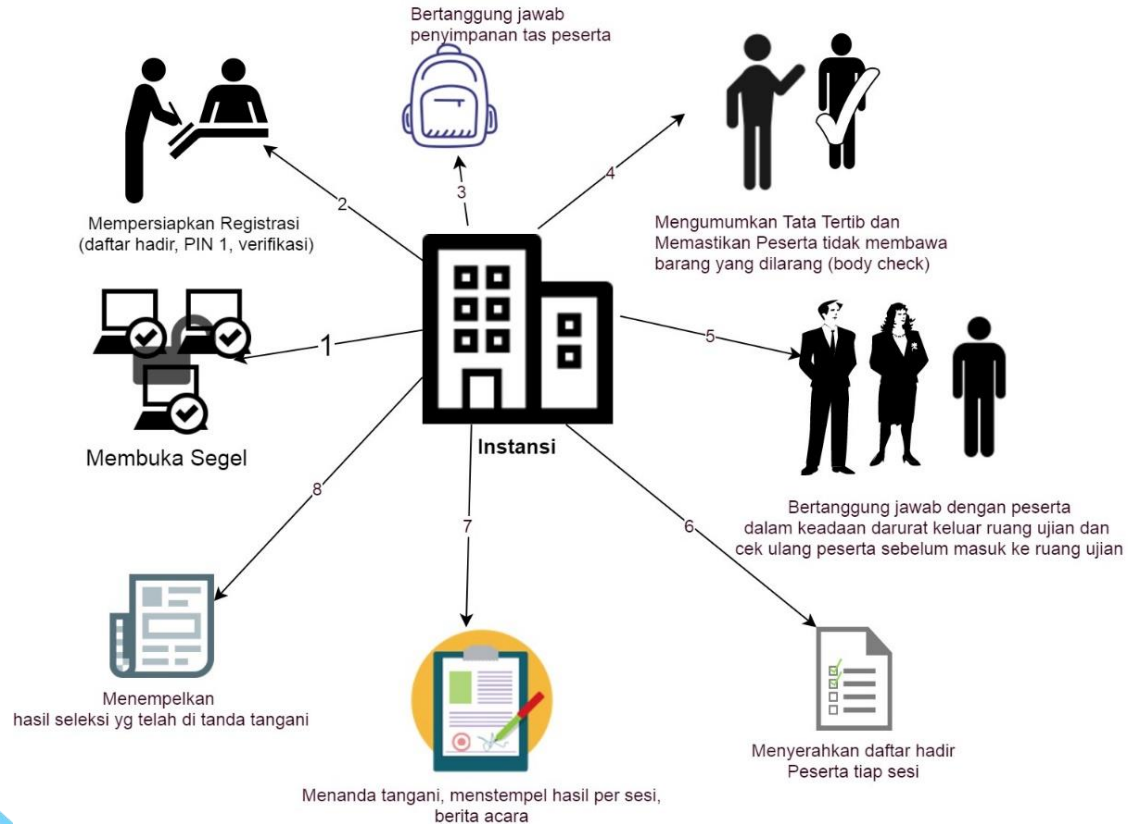 Bertanggung jawab
penyimpanan tas peserta
2
3
4
Mempersiapkan Registrasi
(daftar hadir, PIN 1, verifikasi)
Mengumumkan Tata Tertib dan
Memastikan Peserta tidak membawa
barang yang dilarang (body check)
1
5
Membuka Segel
Instansi
8
7
6
Bertanggung jawab dengan peserta
dalam keadaan darurat keluar ruang ujian dan
cek ulang peserta sebelum masuk ke ruang ujian
Menempelkan
hasil seleksi yg telah di tanda tangani
Menyerahkan daftar hadir
Peserta tiap sesi
Menanda tangani, menstempel hasil per sesi,
berita acara